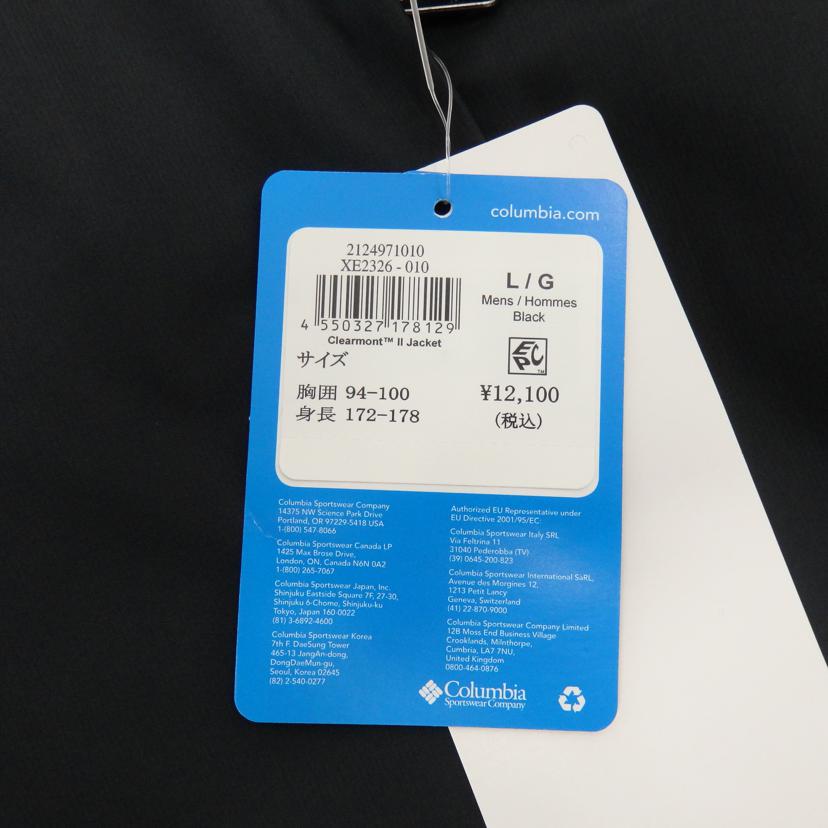 columbia.com
2124971010
XE2326-010
4 550327 178129
Clearmont™ II Jacket
サイズ
胸囲 94-100
身長 172-178
L / G
Mens / Hommes
Black
EPC™
¥12,100
(税込)
Columbia Sportswear Company
14375 NW Science Park Drive
Portland, OR 97229-5418 USA
1-(800) 547-8066
Columbia Sportswear Canada LP
1425 Max Brose Drive,
London, ON, Canada N6N 0A2
1-(800) 265-7067
Columbia Sportswear Japan, Inc.
Shinjuku Eastside Square 7F, 27-30,
Shinjuku 6-Chome, Shinjuku-ku
Tokyo, Japan 160-0022
(81) 3-6892-4600
Columbia Sportswear Korea
7th F. DaeSung Tower
465-13 JangAn-dong,
DongDaeMun-gu,
Seoul, Korea 02645
(82) 2-540-0277
Authorized EU Representative under
EU Directive 2001/95/EC:
Columbia Sportswear Italy SRL
Via Feltrina 11
31040 Pederobba (TV)
(39) 0645-200-823
Columbia Sportswear International SàRL,
Avenue des Morgines 12,
1213 Petit Lancy
Geneva, Switzerland
(41) 22-870-9000
Columbia Sportswear Company Limited
12B Moss End Business Village
Crooklands, Milnthorpe,
Cumbria, LA7 7NU,
United Kingdom
0800-464-0876
Columbia
Sportswear Company